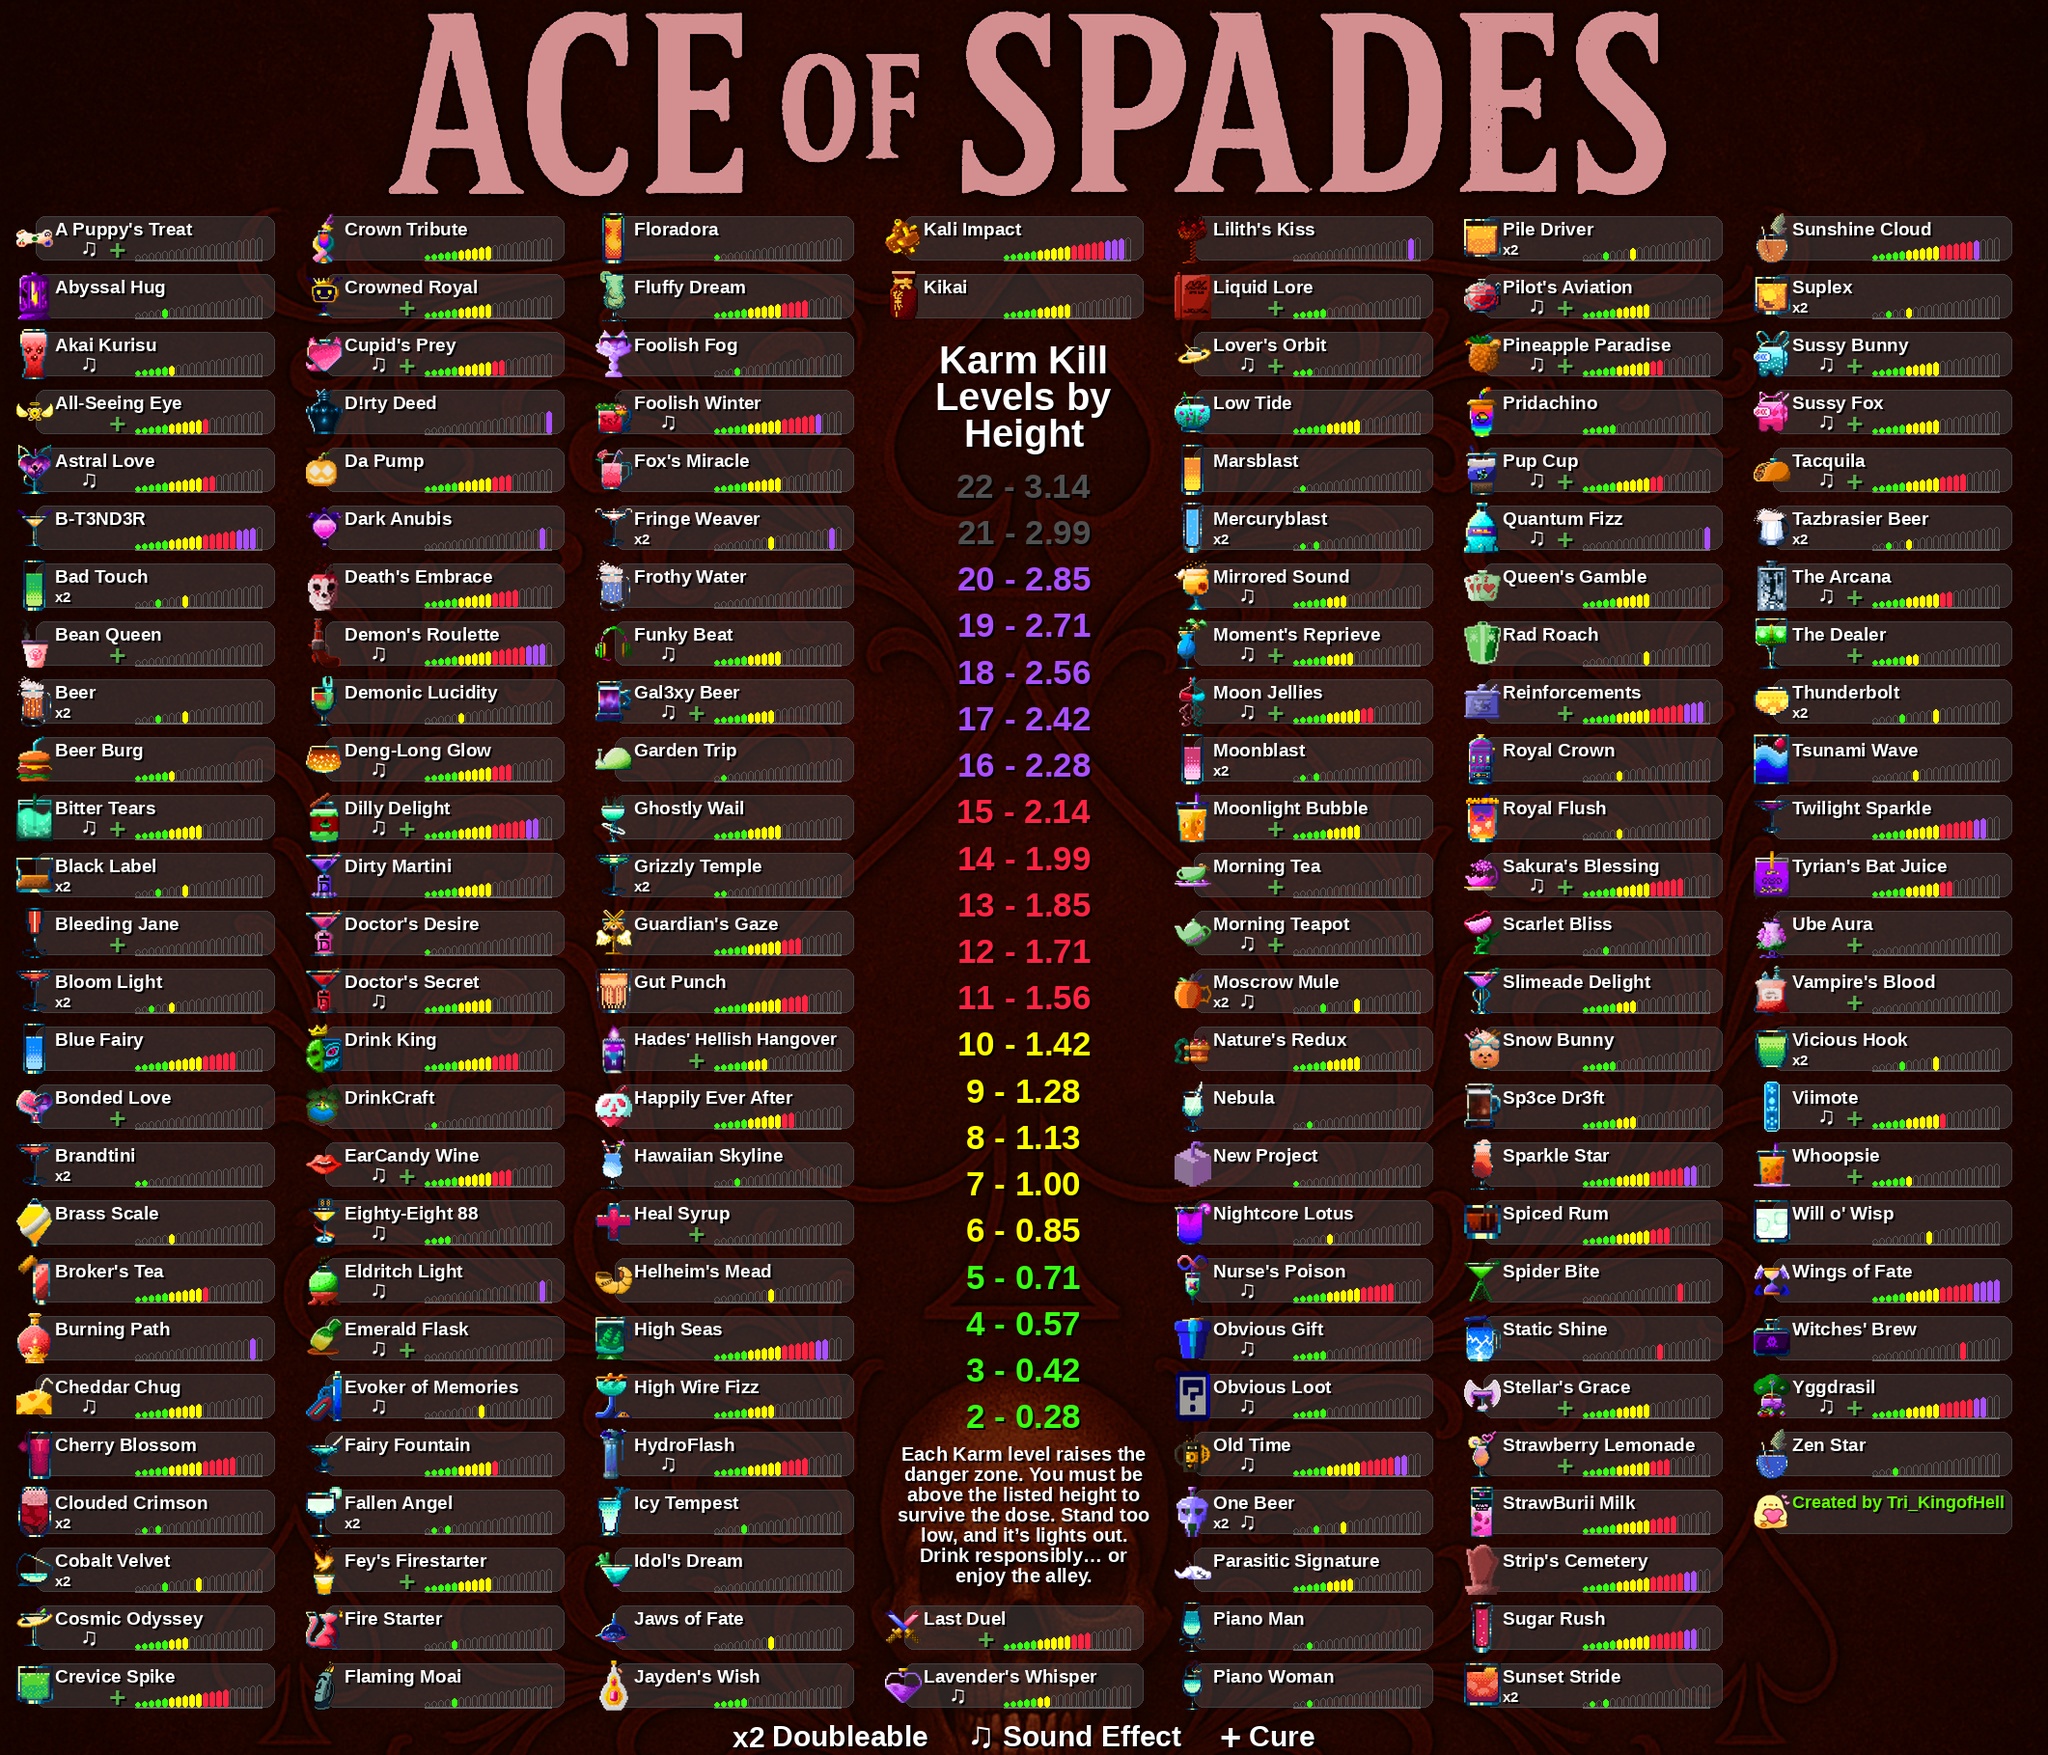 ACE OF SPADES
A Puppy's Treat
♫ +
Abyssal Hug
Akai Kurisu
♫
All-Seeing Eye
+
Astral Love
♫
B-T3ND3R
Bad Touch
x2
Bean Queen
+
Beer
x2
Beer Burg
Bitter Tears
♫ +
Black Label
x2
Bleeding Jane
+
Bloom Light
x2
Blue Fairy
Bonded Love
+
Brandtini
x2
Brass Scale
Broker's Tea
Burning Path
Cheddar Chug
♫
Cherry Blossom
Clouded Crimson
x2
Cobalt Velvet
x2
Cosmic Odyssey
♫
Crevice Spike
+
Crown Tribute
Crowned Royal
+
Cupid's Prey
♫ +
D!rty Deed
Da Pump
Dark Anubis
Death's Embrace
Demon's Roulette
♫
Demonic Lucidity
Deng-Long Glow
♫
Dilly Delight
♫ +
Dirty Martini
Doctor's Desire
Doctor's Secret
♫
Drink King
DrinkCraft
EarCandy Wine
♫ +
Eighty-Eight 88
♫
Eldritch Light
♫
Emerald Flask
♫ +
Evoker of Memories
♫
Fairy Fountain
Fallen Angel
x2
Fey's Firestarter
+
Fire Starter
Flaming Moai
Floradora
Fluffy Dream
Foolish Fog
Foolish Winter
♫
Fox's Miracle
Fringe Weaver
x2
Frothy Water
Funky Beat
♫
Gal3xy Beer
♫ +
Garden Trip
Ghostly Wail
Grizzly Temple
x2
Guardian's Gaze
Gut Punch
Hades' Hellish Hangover
+
Happily Ever After
Hawaiian Skyline
Heal Syrup
+
Helheim's Mead
High Seas
High Wire Fizz
HydroFlash
♫
Icy Tempest
Idol's Dream
Jaws of Fate
Jayden's Wish
Kali Impact
Kikai
Karm Kill
Levels by
Height
22 - 3.14
21 - 2.99
20 - 2.85
19 - 2.71
18 - 2.56
17 - 2.42
16 - 2.28
15 - 2.14
14 - 1.99
13 - 1.85
12 - 1.71
11 - 1.56
10 - 1.42
9 - 1.28
8 - 1.13
7 - 1.00
6 - 0.85
5 - 0.71
4 - 0.57
3 - 0.42
2 - 0.28
Each Karm level raises the
danger zone. You must be
above the listed height to
survive the dose. Stand too
low, and it's lights out.
Drink responsibly... or
enjoy the alley.
Last Duel
+
Lavender's Whisper
♫
Lilith's Kiss
Liquid Lore
+
Lover's Orbit
♫ +
Low Tide
Marsblast
Mercuryblast
x2
Mirrored Sound
♫
Moment's Reprieve
♫ +
Moon Jellies
♫ +
Moonblast
x2
Moonlight Bubble
+
Morning Tea
+
Morning Teapot
♫ +
Moscrow Mule
x2 ♫
Nature's Redux
Nebula
New Project
Nightcore Lotus
Nurse's Poison
♫
Obvious Gift
♫
Obvious Loot
♫
Old Time
♫
One Beer
x2 ♫
Parasitic Signature
Piano Man
Piano Woman
Pile Driver
x2
Pilot's Aviation
♫ +
Pineapple Paradise
♫ +
Pridachino
Pup Cup
♫ +
Quantum Fizz
♫ +
Queen's Gamble
Rad Roach
Reinforcements
+
Royal Crown
Royal Flush
Sakura's Blessing
♫ +
Scarlet Bliss
Slimeade Delight
Snow Bunny
Sp3ce Dr3ft
Sparkle Star
Spiced Rum
Spider Bite
Static Shine
Stellar's Grace
+
Strawberry Lemonade
+
StrawBurii Milk
Strip's Cemetery
Sugar Rush
Sunset Stride
x2
Sunshine Cloud
Suplex
x2
Sussy Bunny
♫ +
Sussy Fox
♫ +
Tacquila
♫ +
Tazbrasier Beer
x2
The Arcana
♫ +
The Dealer
+
Thunderbolt
x2
Tsunami Wave
Twilight Sparkle
Tyrian's Bat Juice
Ube Aura
+
Vampire's Blood
+
Vicious Hook
x2
Viimote
♫ +
Whoopsie
+
Will o' Wisp
Wings of Fate
Witches' Brew
Yggdrasil
♫ +
Zen Star
Created by Tri_KingofHell
x2 Doubleable ♫ Sound Effect + Cure